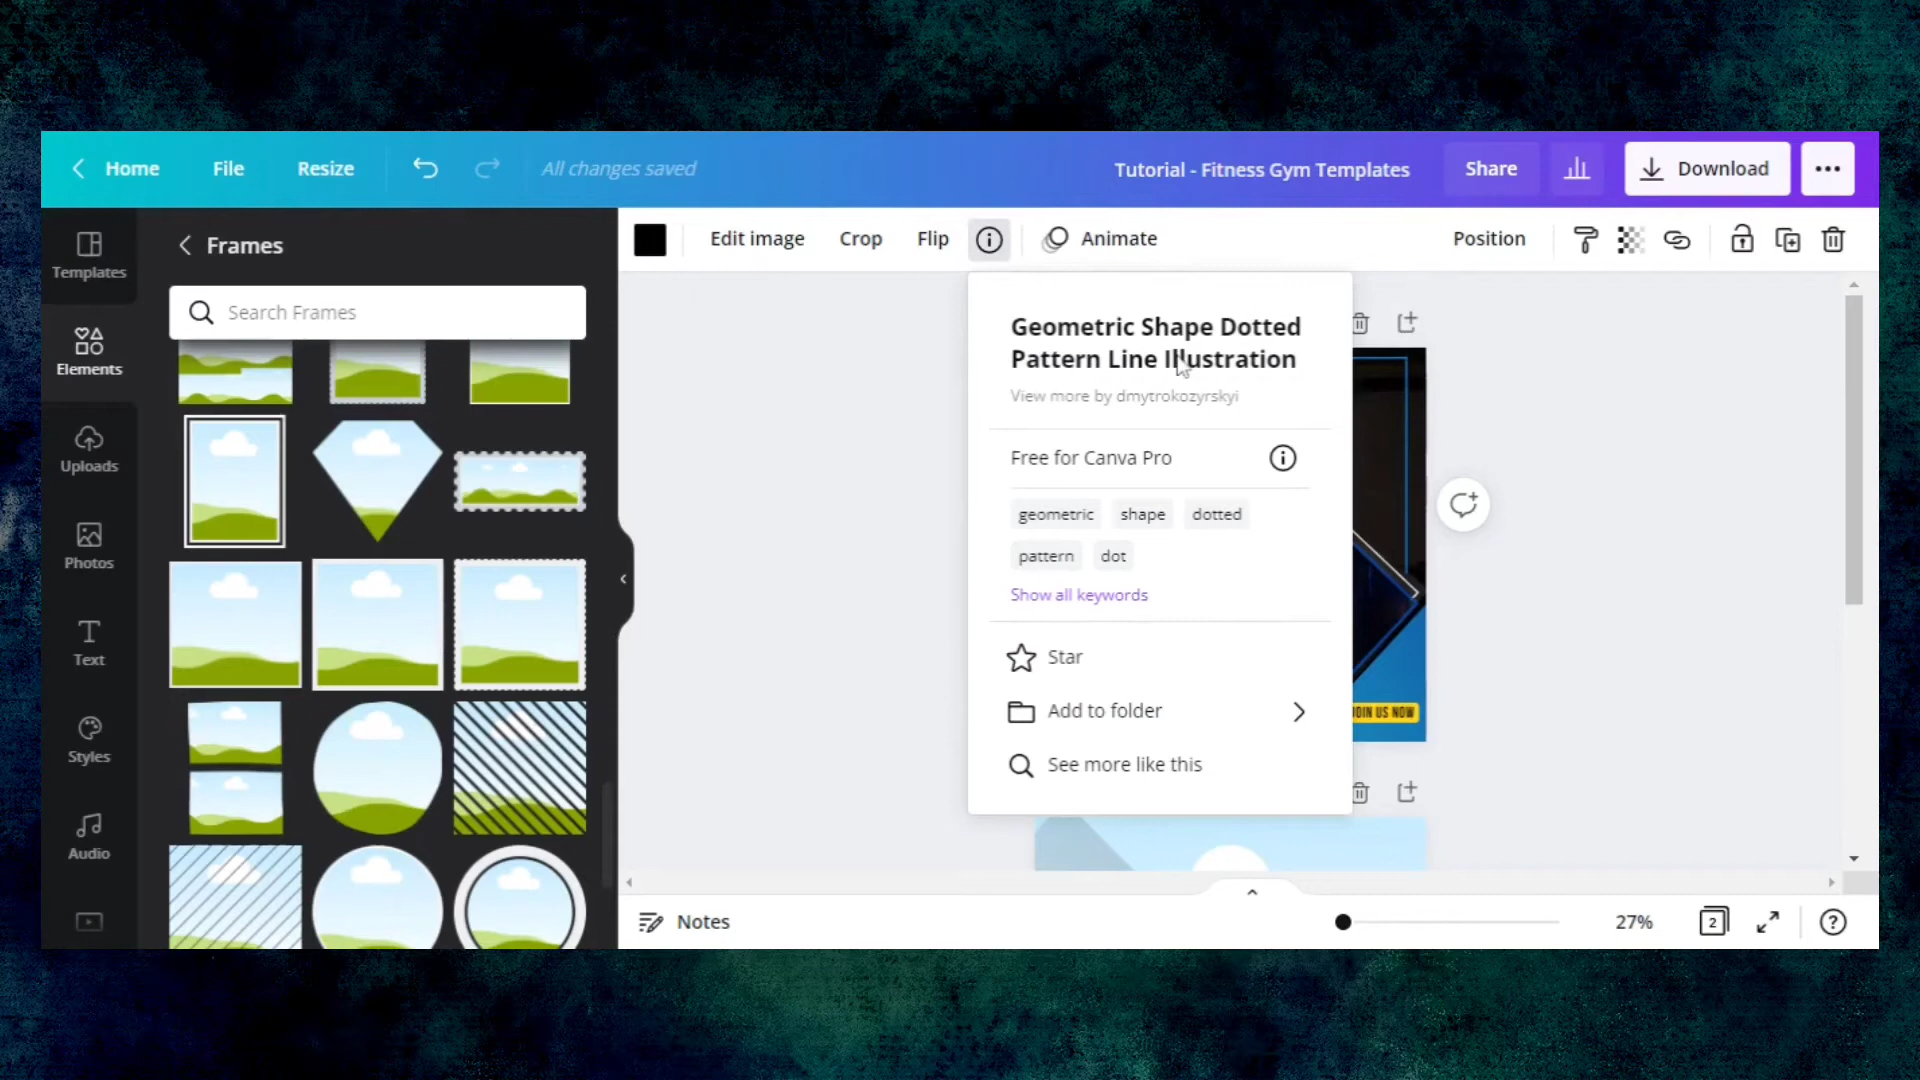 Home File Resize All changes saved Tutorial - Fitness Gym Templates Share Download
Templates
Elements
Uploads
Photos
Text
Styles
Audio
Frames
Search Frames
Edit image Crop Flip Animate Position
Geometric Shape Dotted
Pattern Line Illustration
View more by dmytrokozyrskyi
Free for Canva Pro
geometric shape dotted
pattern dot
Show all keywords
Star
Add to folder
See more like this
JOIN US NOW
Notes 27% 2